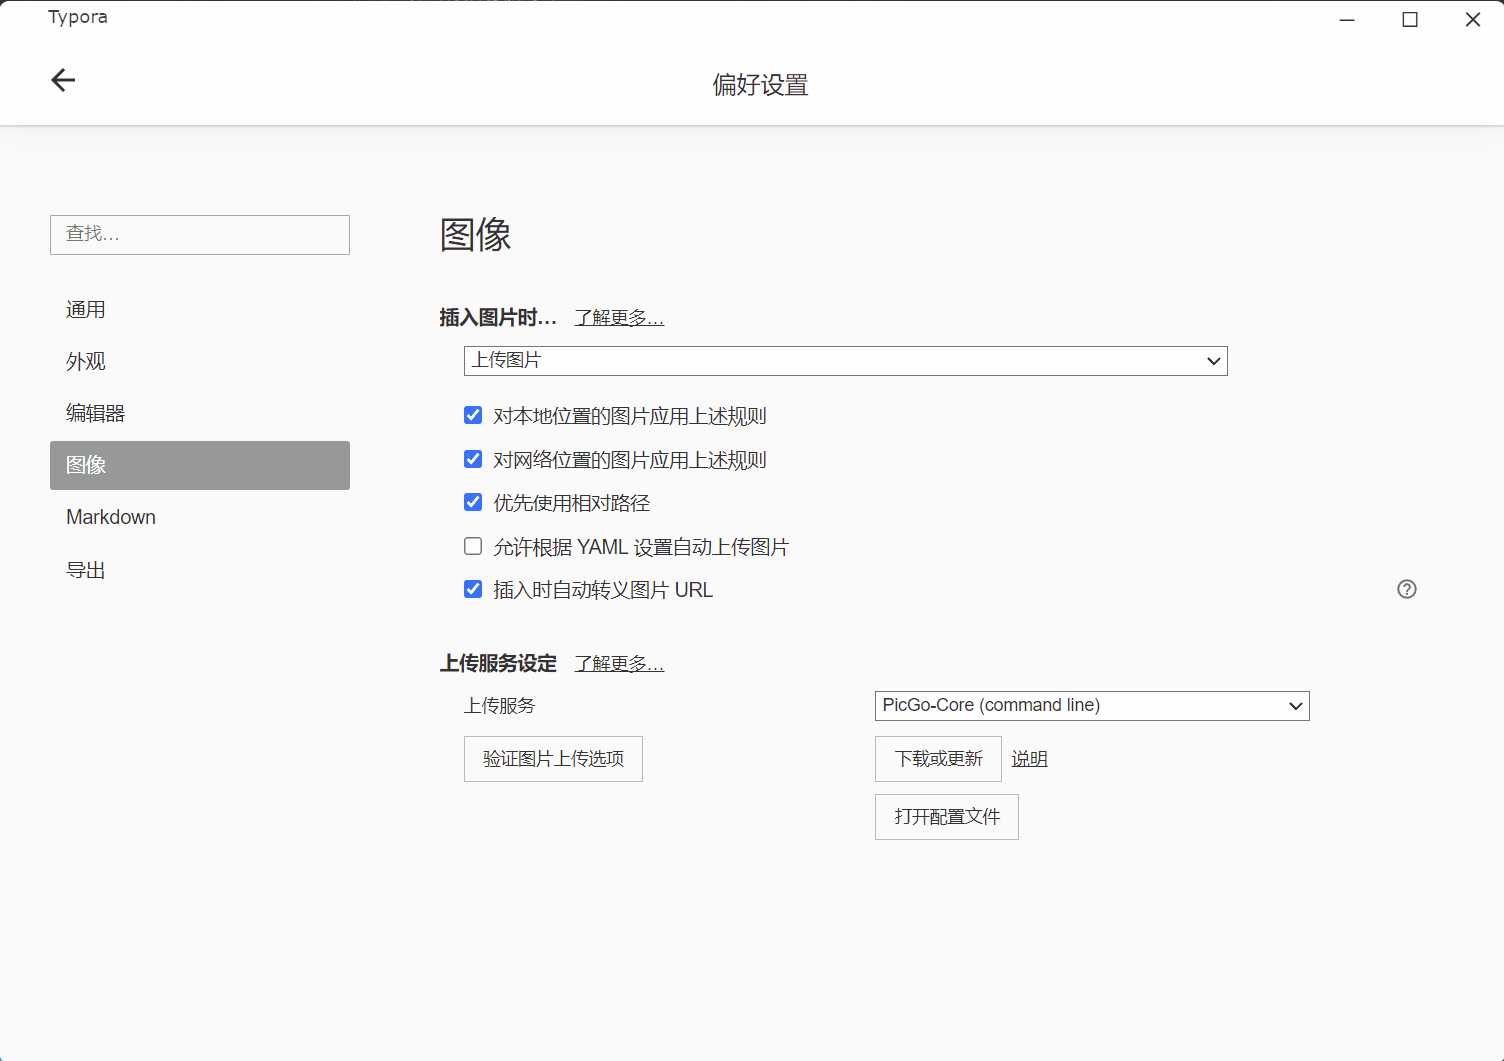 Typora
偏好设置
查找...
通用
外观
编辑器
图像
Markdown
导出
图像
插入图片时... 了解更多...
上传图片
对本地位置的图片应用上述规则
对网络位置的图片应用上述规则
优先使用相对路径
允许根据 YAML 设置自动上传图片
插入时自动转义图片 URL
上传服务设定 了解更多...
上传服务 PicGo-Core (command line)
验证图片上传选项 下载或更新 说明
打开配置文件